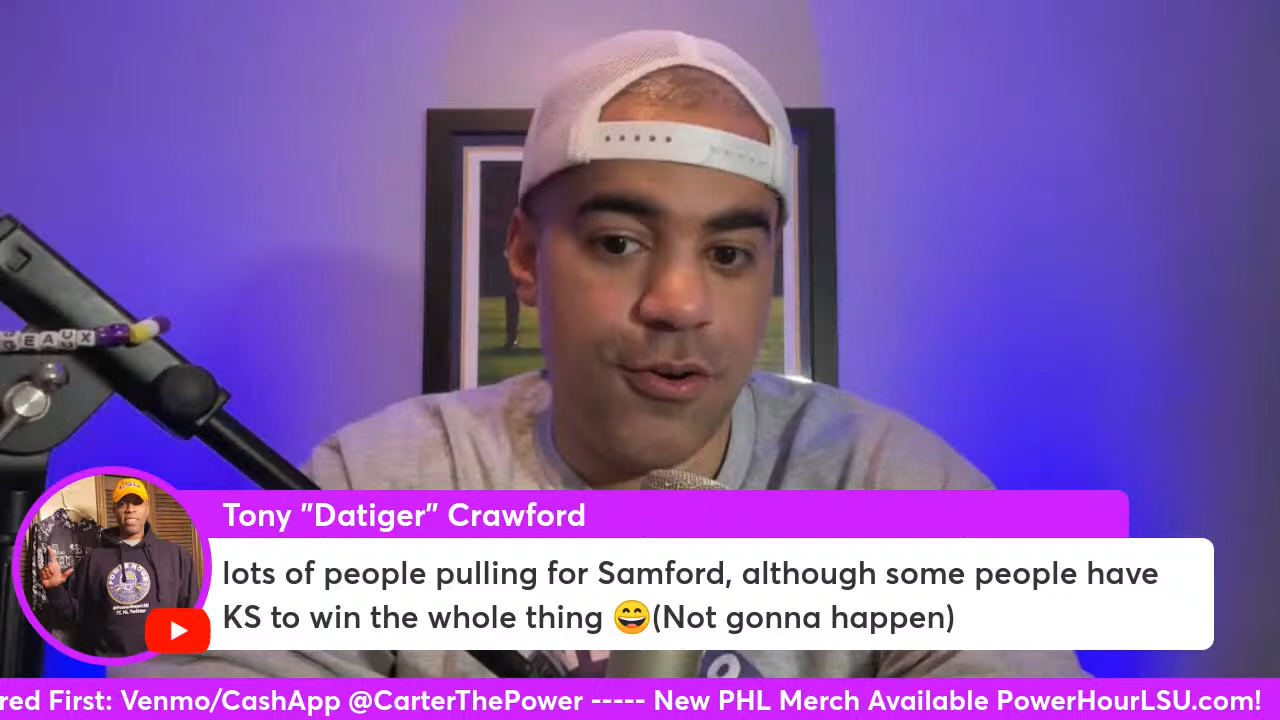 GEAUX
Tony "Datiger" Crawford
lots of people pulling for Samford, although some people have
KS to win the whole thing 😄(Not gonna happen)
red First: Venmo/CashApp @CarterThePower ----- New PHL Merch Available PowerHourLSU.com!